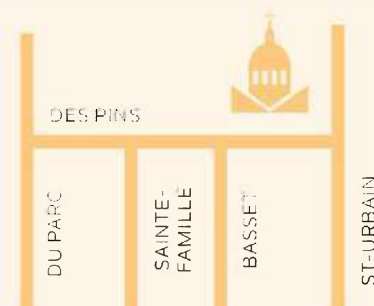 DES PINS
DU PARC
SAINTE-
FAMILLE
BASSET
ST-URBAIN